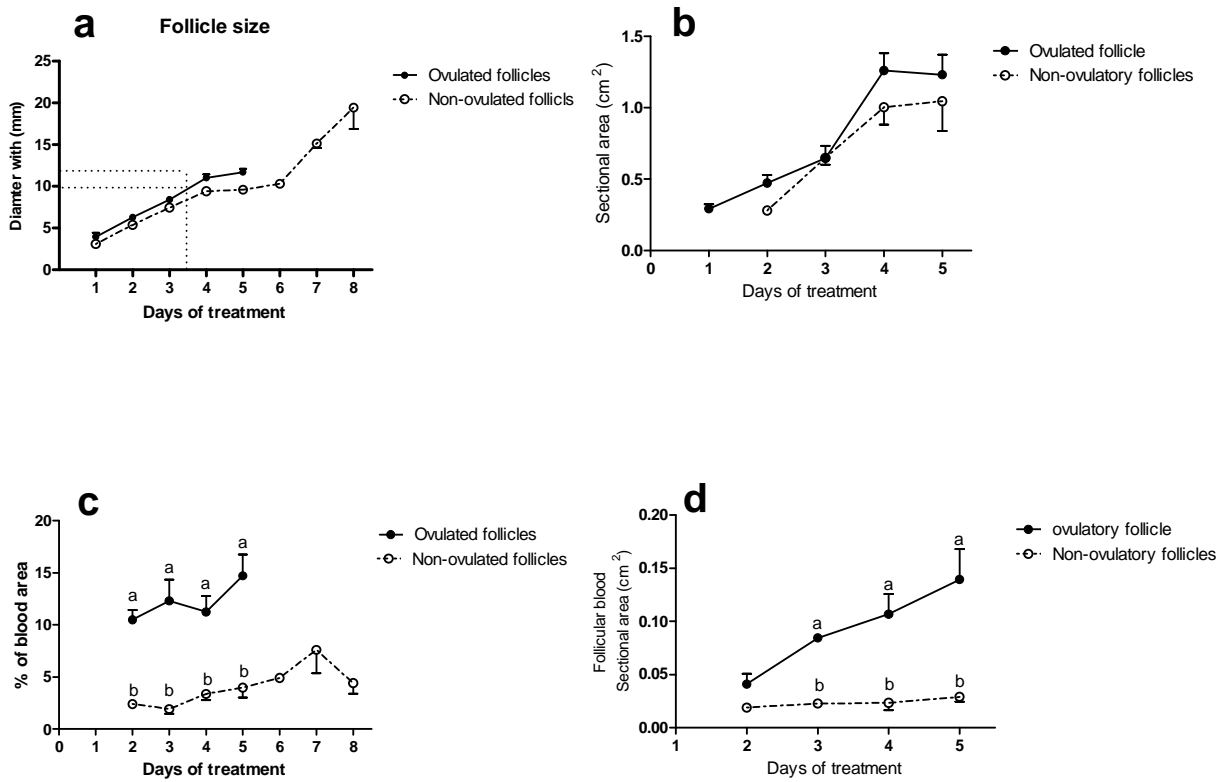 a
Follicle size
25
20
15
10
5
0
Diamter with (mm)
1 2 3 4 5 6 7 8
Days of treatment
Ovulated follicles
Non-ovulated follicls
b
1.5
1.0
0.5
0.0
Sectional area (cm2)
0 1 2 3 4 5
Days of treatment
Ovulated follicle
Non-ovulatory follicles
c
20
15
10
5
0
% of blood area
a a a a
b b b b
0 1 2 3 4 5 6 7 8
Days of treatment
Ovulated follicles
Non-ovulated follicles
d
0.20
0.15
0.10
0.05
0.00
Follicular blood
Sectional area (cm2)
a a a
b b b
1 2 3 4 5
Days of treatment
ovulatory follicle
Non-ovulatory follicles